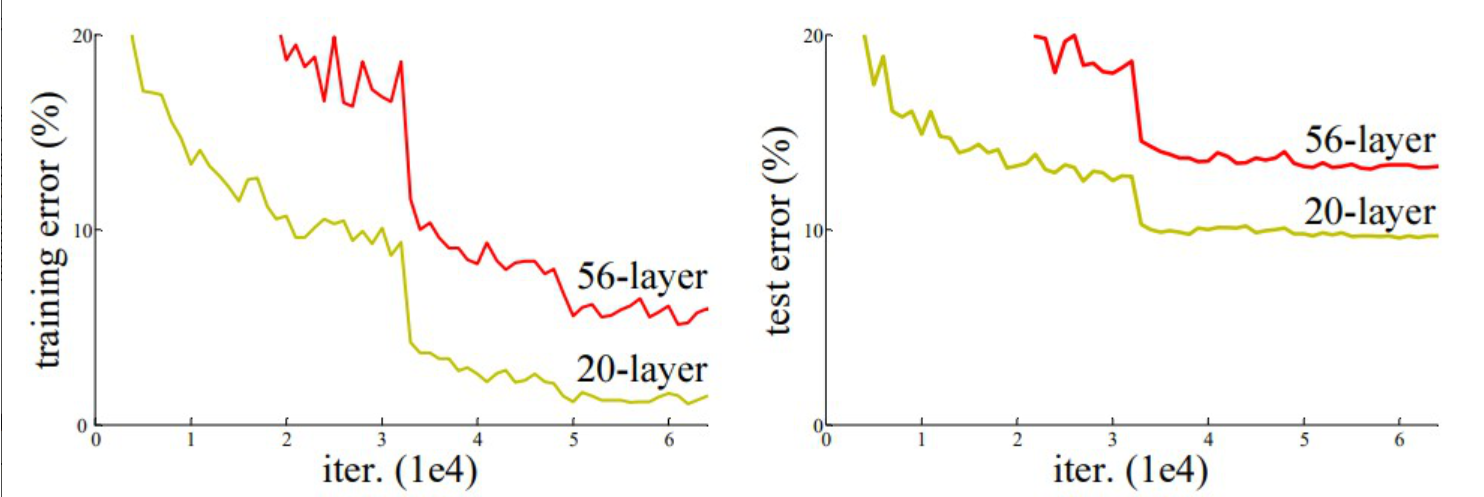 training error (%)
20
10
0
56-layer
20-layer
0 1 2 3 4 5 6
iter. (1e4)
test error (%)
20
10
0
56-layer
20-layer
0 1 2 3 4 5 6
iter. (1e4)